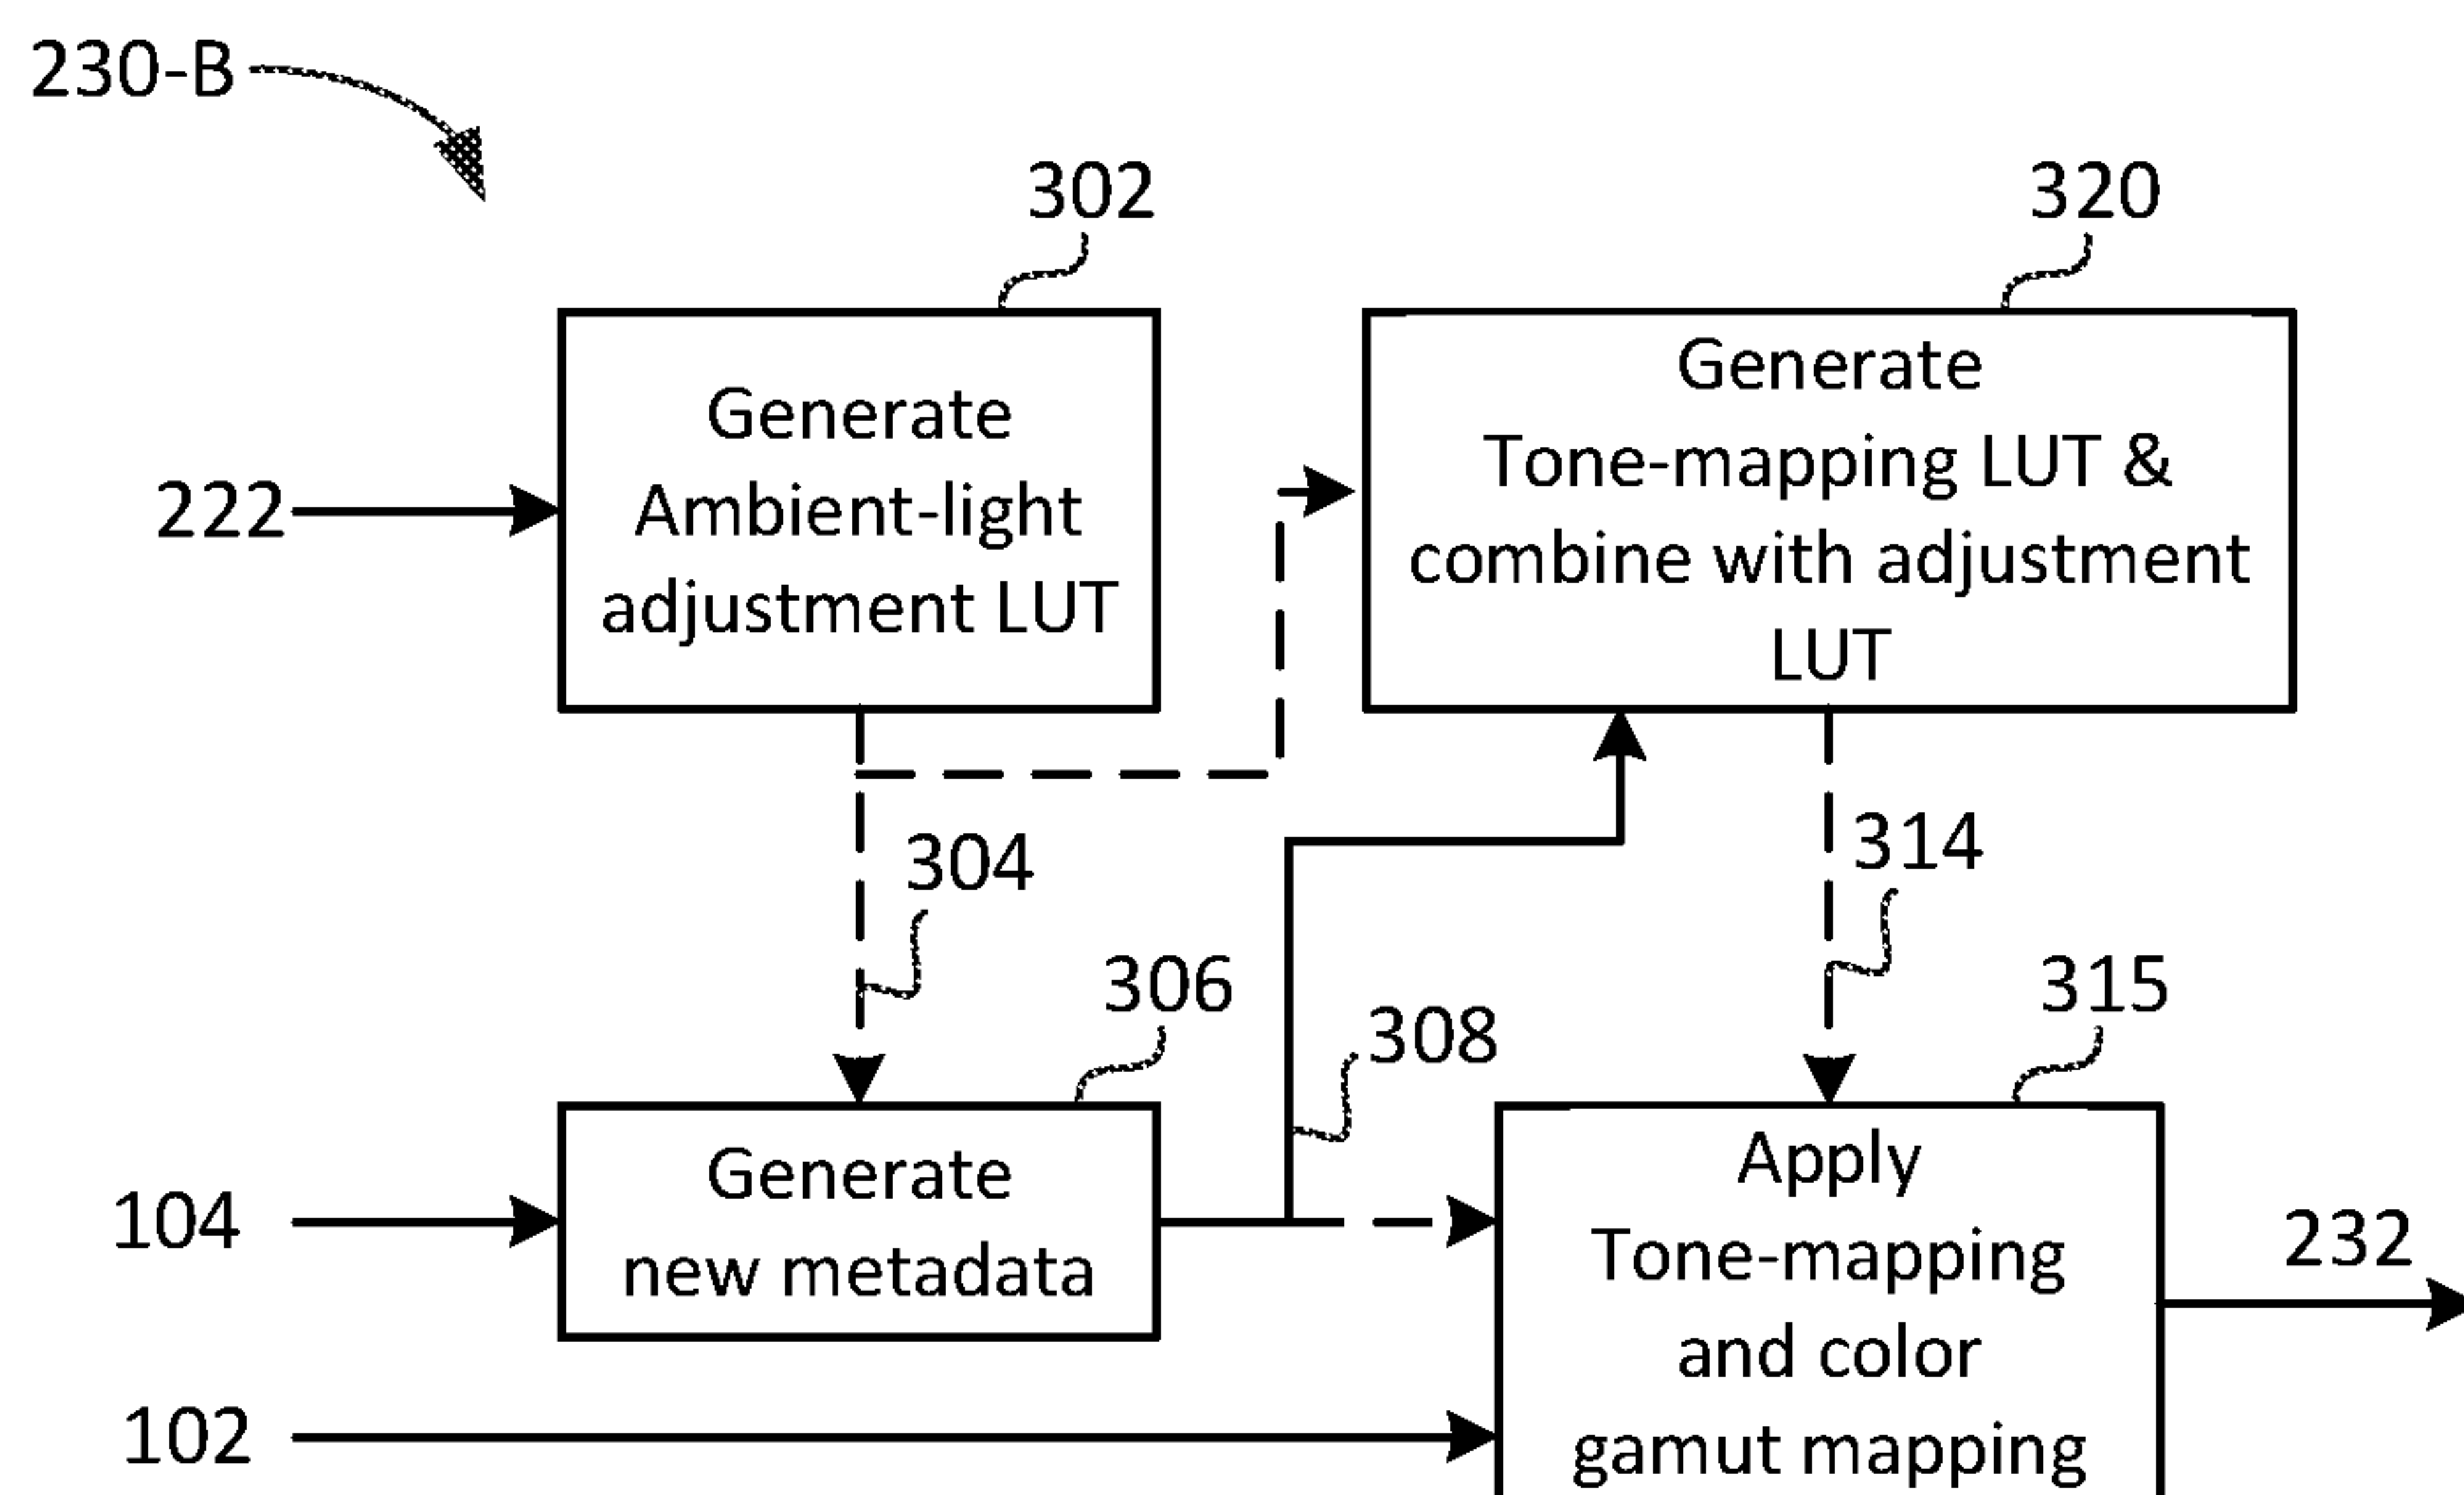 230-B
302
320
Generate
Ambient-light
adjustment LUT
Generate
Tone-mapping LUT &
combine with adjustment
LUT
222
304
314
306
308
315
Generate
new metadata
Apply
Tone-mapping
and color
gamut mapping
104
232
102